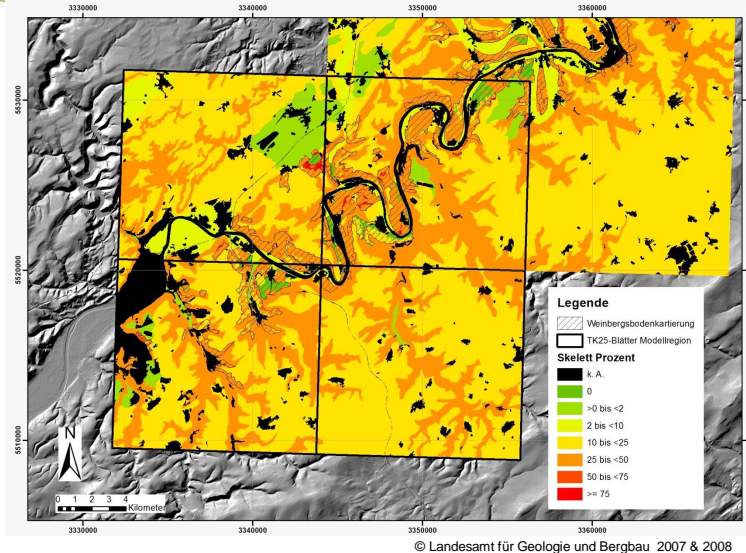 3330000 3340000 3350000 3360000
5530000
5520000
5510000
Legende
Weinbergsbodenkartierung
TK25-Blätter Modellregion
Skelett Prozent
k. A.
0
>0 bis <2
2 bis <10
10 bis <25
25 bis <50
50 bis <75
>= 75
N
0 1 2 3 4
Kilometer
3330000 3340000 3350000 3360000
© Landesamt für Geologie und Bergbau 2007 & 2008